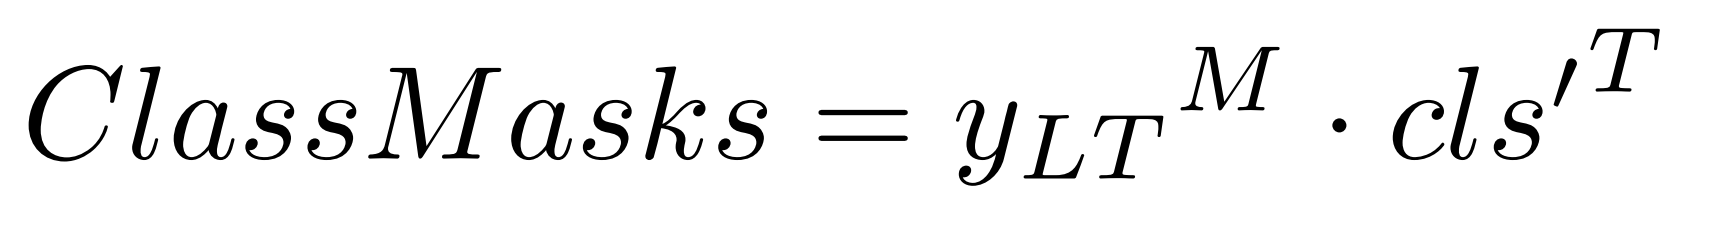 ClassMasks = y_{LT}^{M} · cls'^{T}